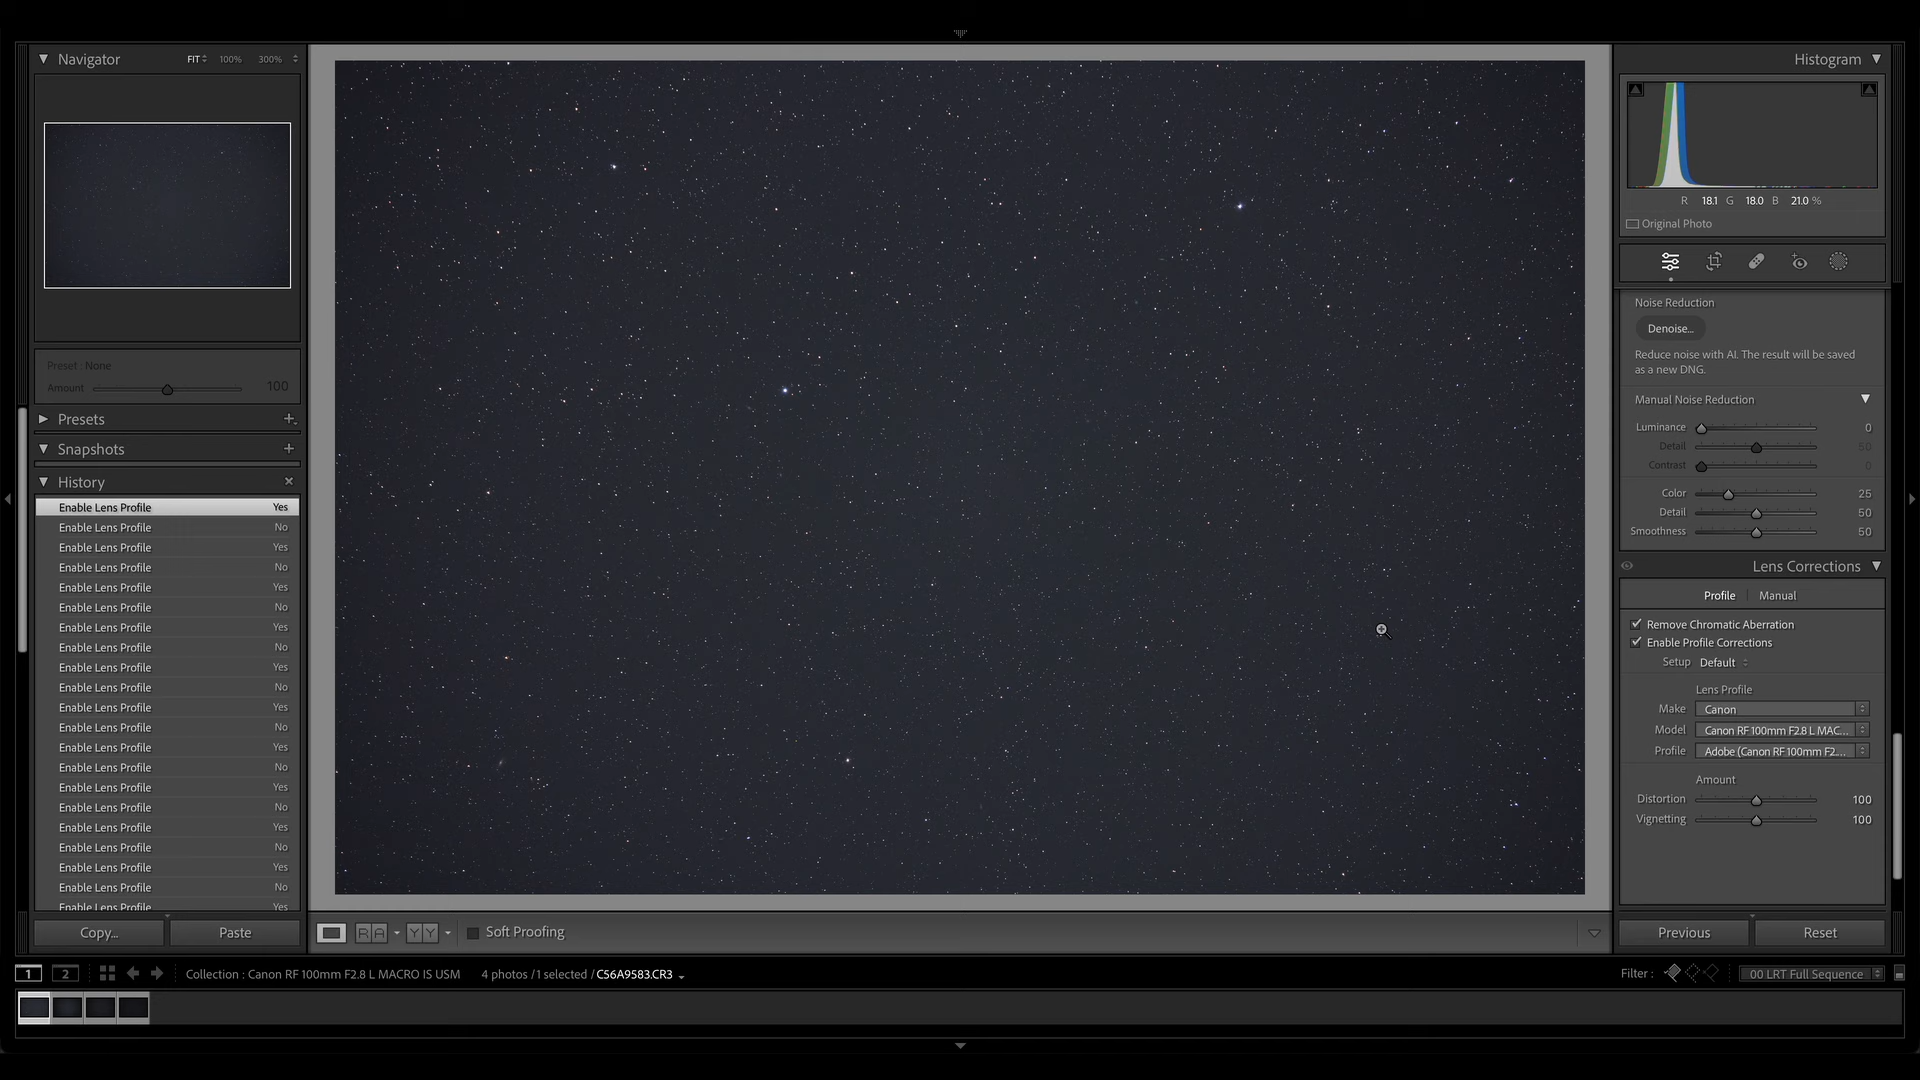 Navigator
FIT 100% 300%
Preset : None
Amount 100
Presets
Snapshots
History
Enable Lens Profile Yes
Enable Lens Profile No
Enable Lens Profile Yes
Enable Lens Profile No
Enable Lens Profile Yes
Enable Lens Profile No
Enable Lens Profile Yes
Enable Lens Profile No
Enable Lens Profile Yes
Enable Lens Profile No
Enable Lens Profile Yes
Enable Lens Profile No
Enable Lens Profile Yes
Enable Lens Profile No
Enable Lens Profile Yes
Enable Lens Profile No
Enable Lens Profile Yes
Enable Lens Profile No
Enable Lens Profile Yes
Enable Lens Profile No
Enable Lens Profile Yes
Copy... Paste
R A Y Y Soft Proofing
Histogram
R 18.1 G 18.0 B 21.0 %
Original Photo
Noise Reduction
Denoise...
Reduce noise with AI. The result will be saved
as a new DNG.
Manual Noise Reduction
Luminance 0
Detail 50
Contrast 0
Color 25
Detail 50
Smoothness 50
Lens Corrections
Profile Manual
Remove Chromatic Aberration
Enable Profile Corrections
Setup Default
Lens Profile
Make Canon
Model Canon RF 100mm F2.8 L MAC...
Profile Adobe (Canon RF 100mm F2....
Amount
Distortion 100
Vignetting 100
Previous Reset
1 2 Collection : Canon RF 100mm F2.8 L MACRO IS USM 4 photos / 1 selected / C56A9583.CR3 Filter : 00 LRT Full Sequence